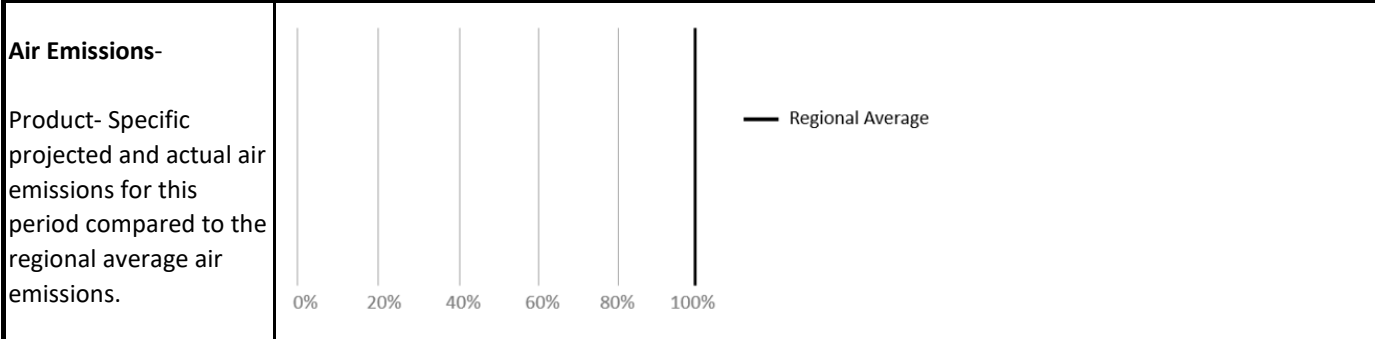 Air Emissions-
Product- Specific
projected and actual air
emissions for this
period compared to the
regional average air
emissions.
Regional Average
0% 20% 40% 60% 80% 100%